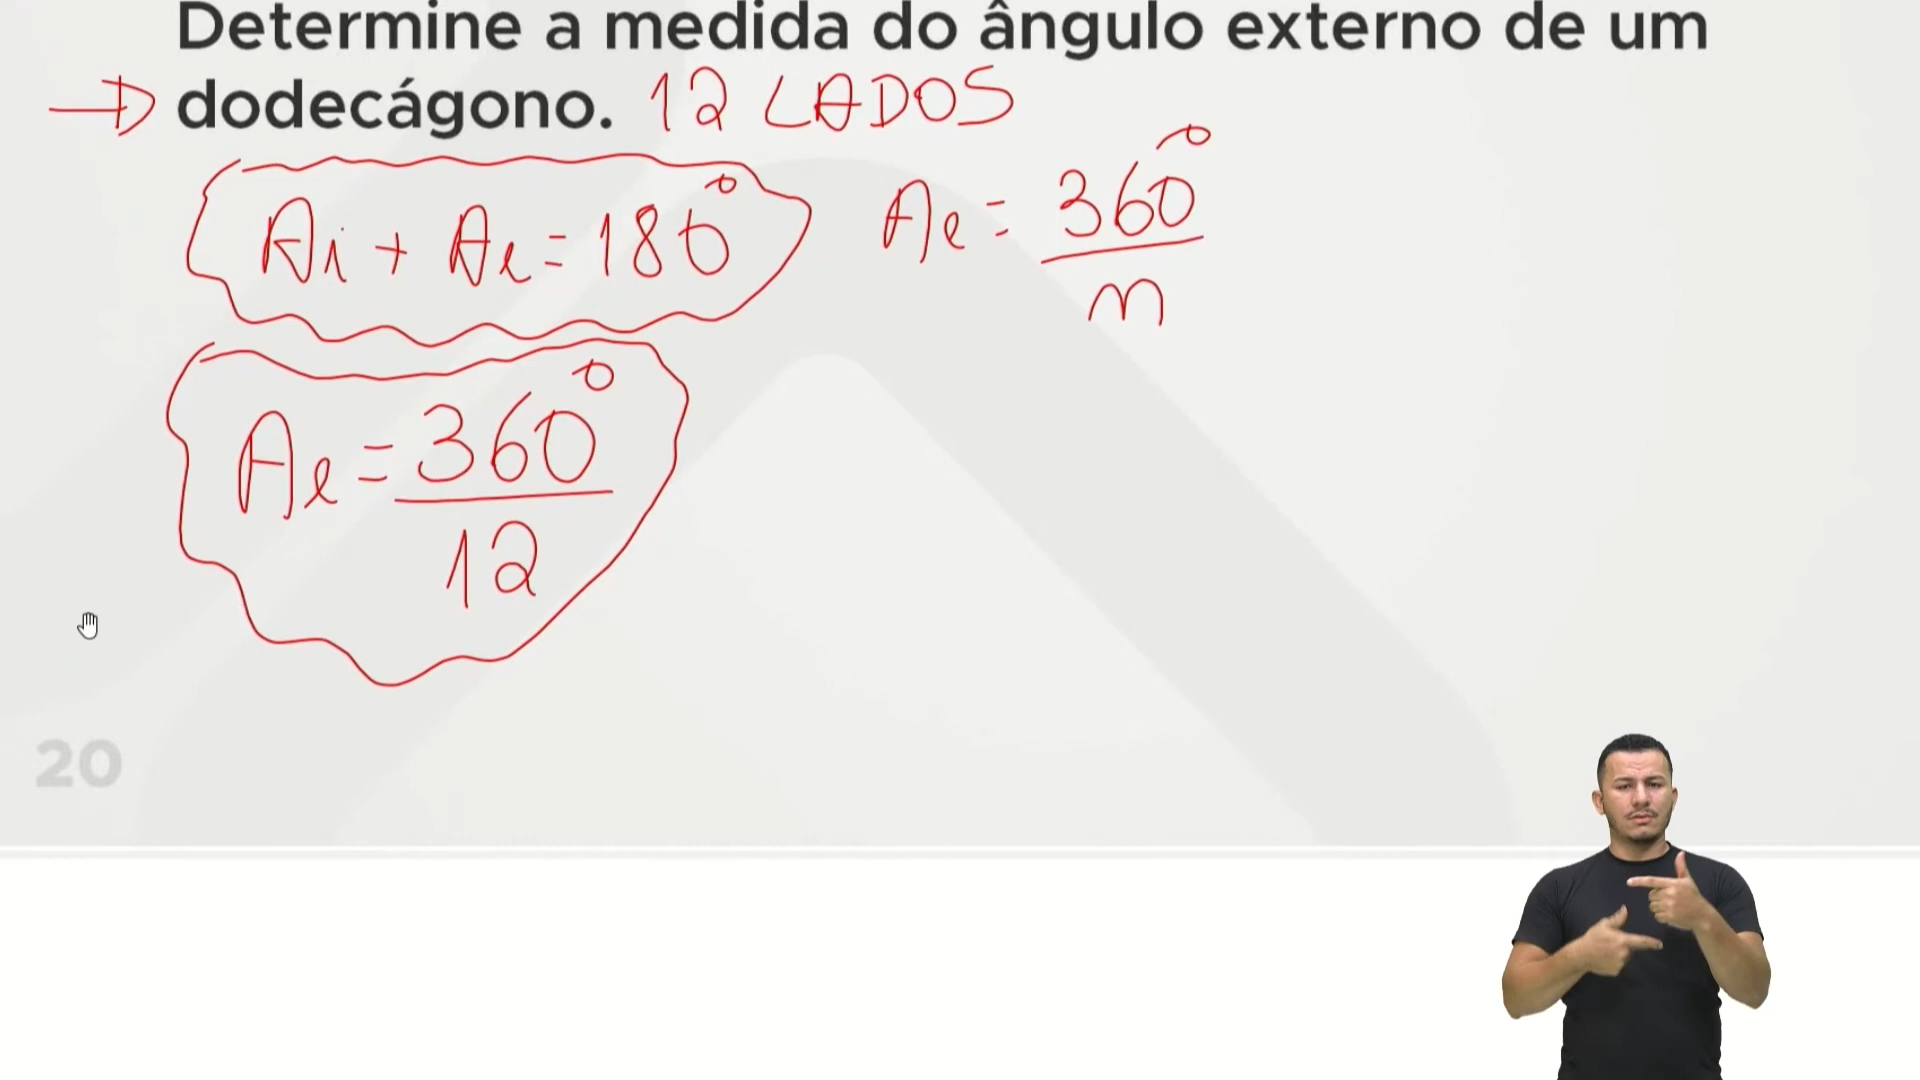 Determine a medida do ângulo externo de um
dodecágono. 12 LADOS
Ai + Ae = 180°
Ae = 360°
n
Ae = 360°
12
20